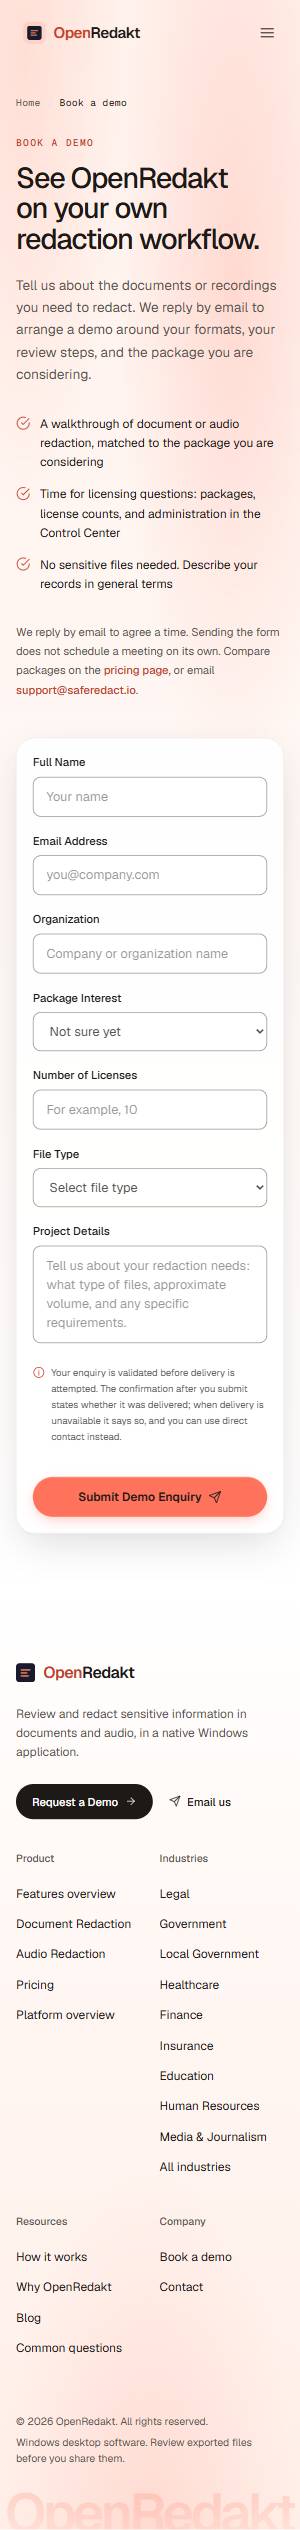 OpenRedakt
Home Book a demo
BOOK A DEMO
See OpenRedakt
on your own
redaction workflow.
Tell us about the documents or recordings
you need to redact. We reply by email to
arrange a demo around your formats, your
review steps, and the package you are
considering.
A walkthrough of document or audio
redaction, matched to the package you are
considering
Time for licensing questions: packages,
license counts, and administration in the
Control Center
No sensitive files needed. Describe your
records in general terms
We reply by email to agree a time. Sending the form
does not schedule a meeting on its own. Compare
packages on the pricing page, or email
support@saferedact.io.
Full Name
Your name
Email Address
you@company.com
Organization
Company or organization name
Package Interest
Not sure yet
Number of Licenses
For example, 10
File Type
Select file type
Project Details
Tell us about your redaction needs:
what type of files, approximate
volume, and any specific
requirements.
Your enquiry is validated before delivery is
attempted. The confirmation after you submit
states whether it was delivered; when delivery is
unavailable it says so, and you can use direct
contact instead.
Submit Demo Enquiry
OpenRedakt
Review and redact sensitive information in
documents and audio, in a native Windows
application.
Request a Demo
Email us
Product
Features overview
Document Redaction
Audio Redaction
Pricing
Platform overview
Industries
Legal
Government
Local Government
Healthcare
Finance
Insurance
Education
Human Resources
Media & Journalism
All industries
Resources
How it works
Why OpenRedakt
Blog
Common questions
Company
Book a demo
Contact
© 2026 OpenRedakt. All rights reserved.
Windows desktop software. Review exported files
before you share them.
OpenRedakt